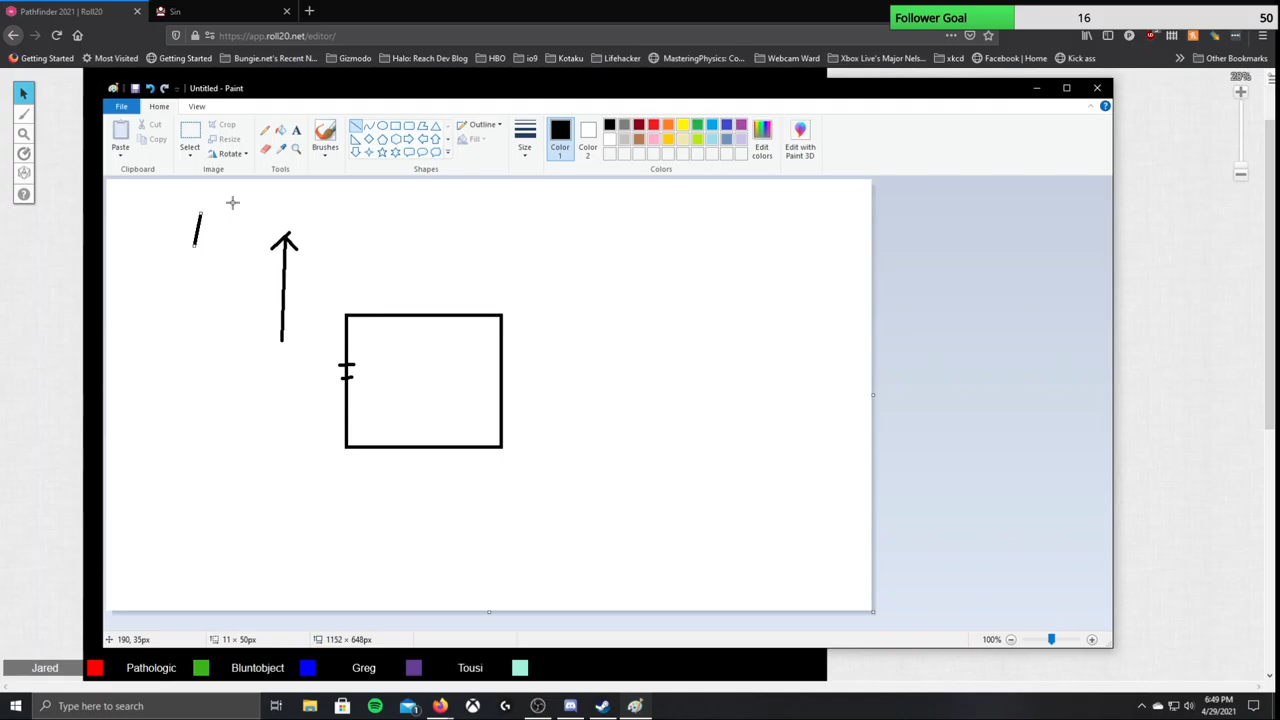 Pathfinder 2021 | Roll20
Sin
Follower Goal 16 50
https://app.roll20.net/editor/
Getting Started Most Visited Getting Started Bungie.net's Recent N... Gizmodo Halo: Reach Dev Blog HBO io9 Kotaku Lifehacker MasteringPhysics: Co... Webcam Ward Xbox Live's Major Nels... xkcd Facebook | Home Kick ass Other Bookmarks
20%
Untitled - Paint
File Home View
Paste Cut Copy
Clipboard
Select Crop Resize Rotate
Image
Tools
Brushes
Outline Fill
Shapes
Size
Color 1 Color 2
Edit colors
Colors
Edit with Paint 3D
190, 35px 11 × 50px 1152 × 648px 100%
Jared Pathologic Bluntobject Greg Tousi
Type here to search
6:49 PM
4/29/2021